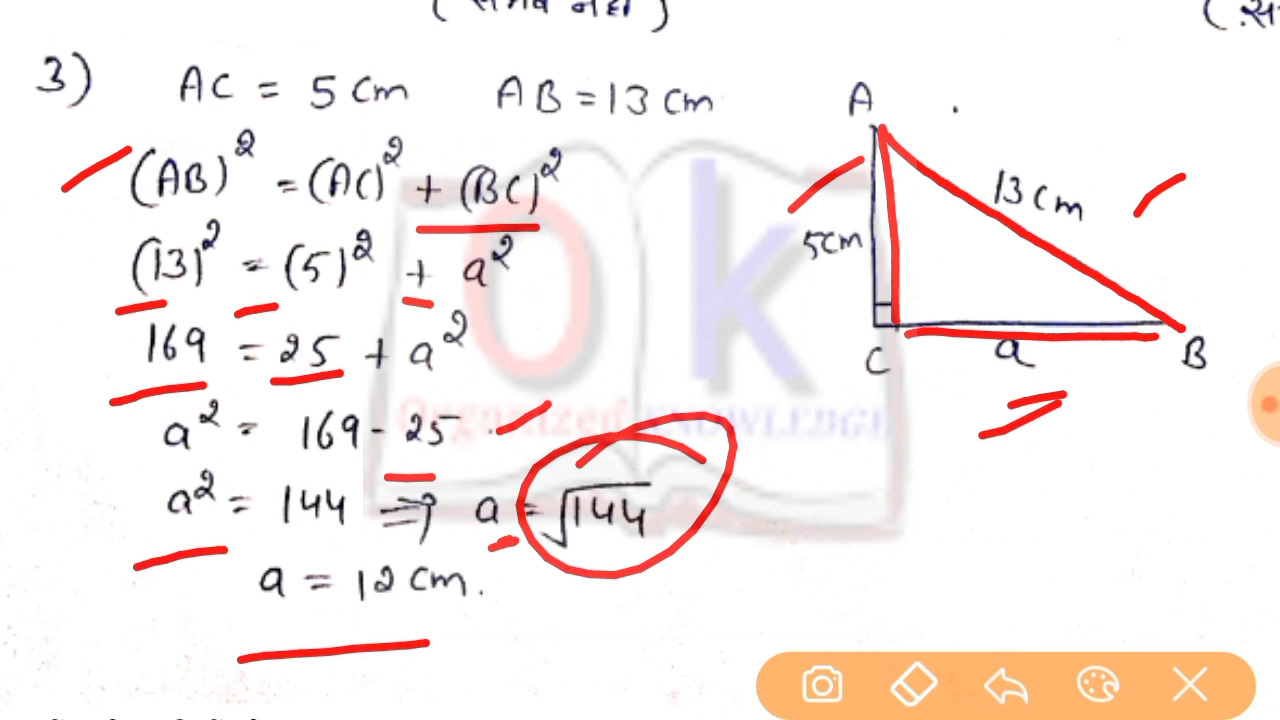 3) AC = 5 cm AB = 13 cm
(AB)² = (AC)² + (BC)²
(13)² = (5)² + a²
169 = 25 + a²
a² = 169 - 25
a² = 144 ⇒ a = √144
a = 12 cm.
A
13 cm
5cm
C a B
Ok
Organized KNOWLEDGE